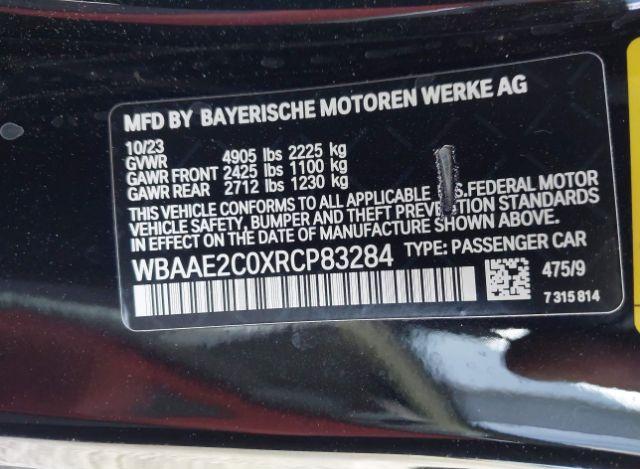 MFD BY BAYERISCHE MOTOREN WERKE AG
10/23
GVWR 4905 lbs 2225 kg
GAWR FRONT 2425 lbs 1100 kg
GAWR REAR 2712 lbs 1230 kg
THIS VEHICLE CONFORMS TO ALL APPLICABLE .S.FEDERAL MOTOR
VEHICLE SAFETY, BUMPER AND THEFT PREVENTION STANDARDS
IN EFFECT ON THE DATE OF MANUFACTURE SHOWN ABOVE.
WBAAE2C0XRCP83284 TYPE: PASSENGER CAR
475/9
7 315 814